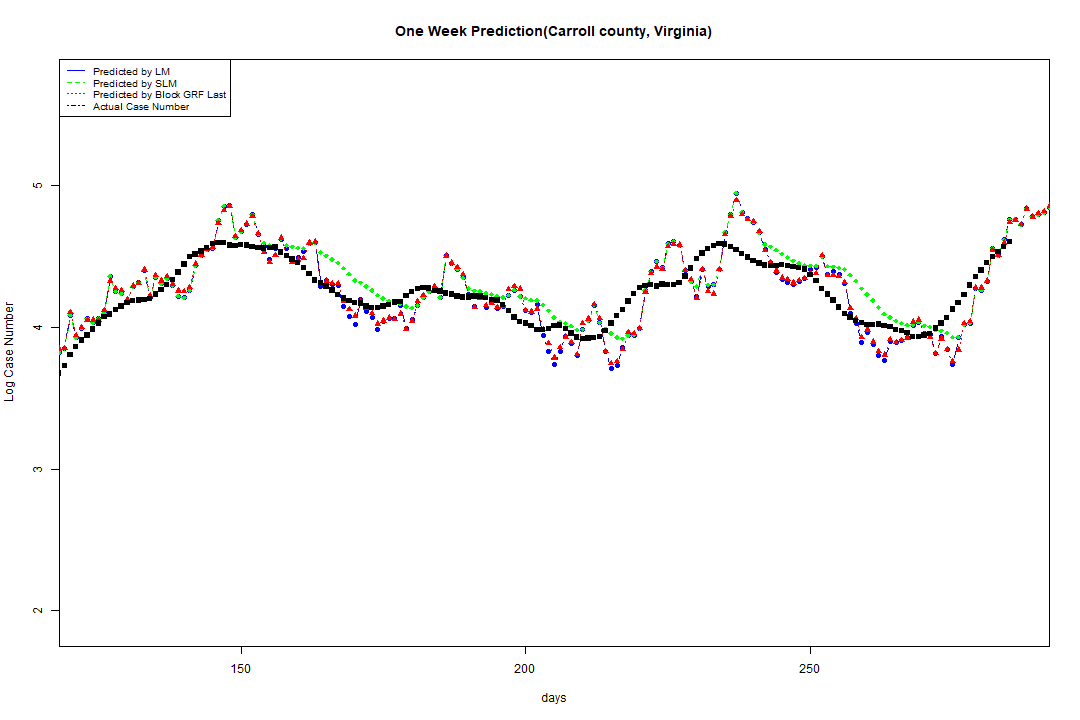 One Week Prediction(Carroll county, Virginia)
Predicted by LM
Predicted by SLM
Predicted by Block GRF Last
Actual Case Number
5
4
3
2
Log Case Number
150
200
250
days